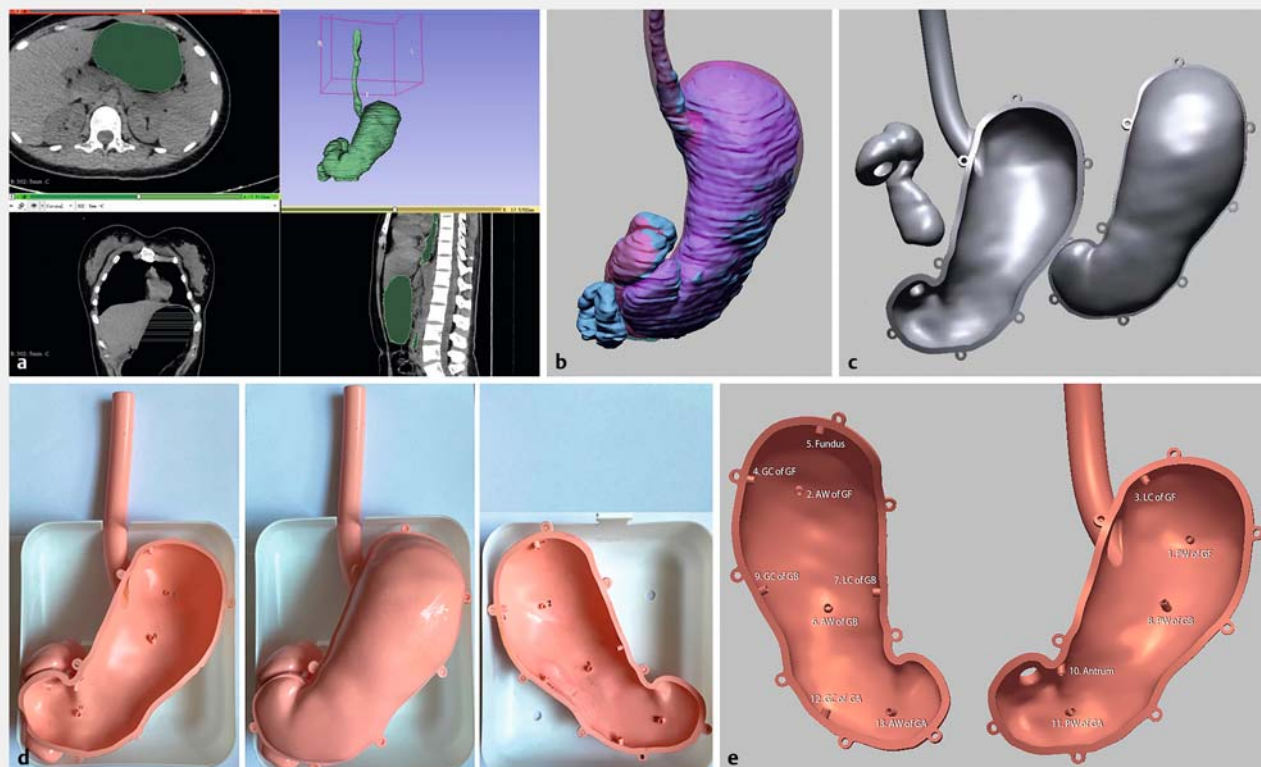 a
b
c
d
5. Fundus
4. GC of GF
2. AW of GF
3. LC of GF
1. PW of GF
9. GC of GB
7. LC of GB
6. AW of GB
8. PW of GB
10. Antrum
12. GC of GA
13. AW of GA
11. PW of GA
e